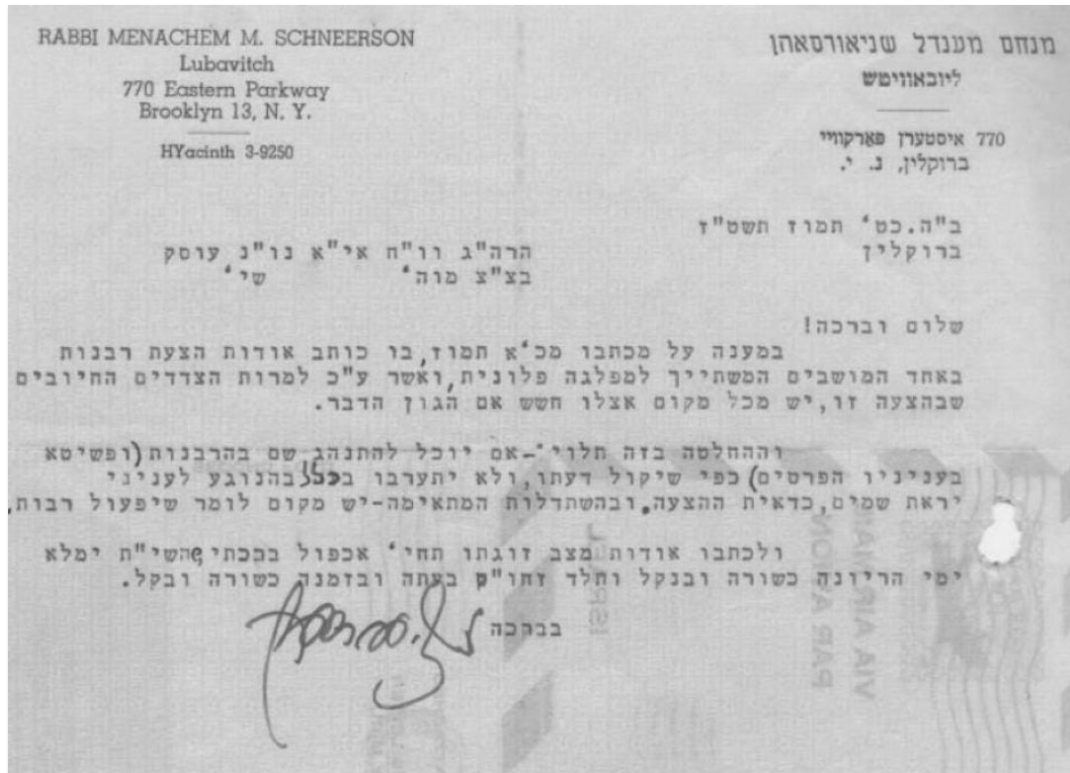 RABBI MENACHEM M. SCHNEERSON
Lubavitch
770 Eastern Parkway
Brooklyn 13, N. Y.
HYacinth 3-9250
מנחם מענדל שניאורסאהן
ליובאוויטש
770 איסטערן פארקוויי
ברוקלין, נ. י.
ב"ה. כט' תמוז תשט"ז
ברוקלין
הרה"ג וו"ח אי"א נו"נ עוסק
בצ"צ מוה' שי'
שלום וברכה!
במענה על מכתבו מכ'א תמוז, בו כותב אודות הצעת רבנות
באחד המושבים המשתייך למפלגה פלונית, ואשר ע"כ למרות הצדדים החיובים
שבהצעה זו, יש מכל מקום אצלו חשש אם הגון הדבר.
וההחלטה בזה תלוי'-אם יוכל להתנהג שם בהרבנות (ופשיטא
בעניניו הפרטים) כפי שיקול דעתו, ולא יתערבו בכ"ז בהנוגע לעניני
יראת שמים, כדאית ההצעה. ובהשתדלות המתאימה-יש מקום לומר שיפעול רבות.
ולכתבו אודות מצב זוגתו תחי' אכפול ברכתי שהשי"ת ימלא
ימי הריונה כשורה ובנקל ותלד זחו"ק בעתה ובזמנה כשורה ובקל.
בברכה
ISRAEL
PAR AVION
VIA AIR MAIL